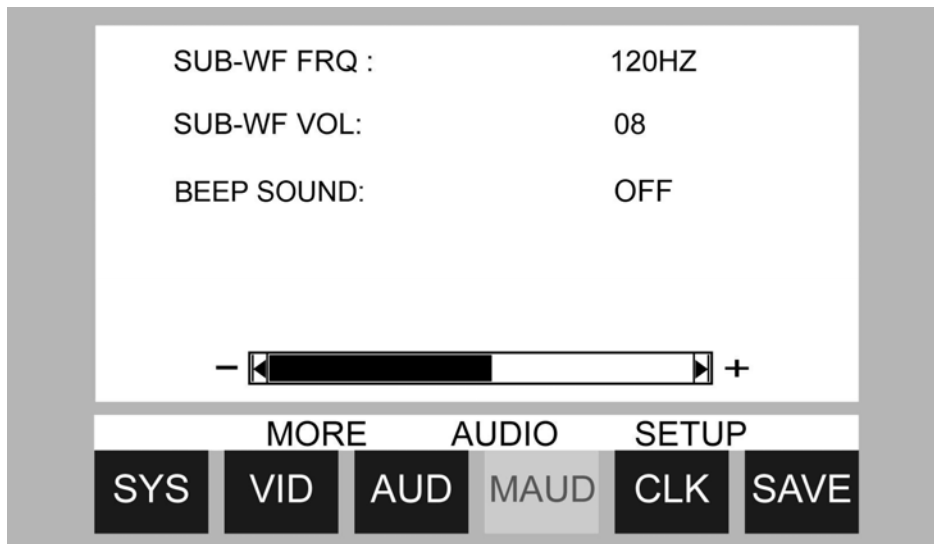 SUB-WF FRQ : 120HZ
SUB-WF VOL: 08
BEEP SOUND: OFF
- +
MORE AUDIO SETUP
SYS VID AUD MAUD CLK SAVE